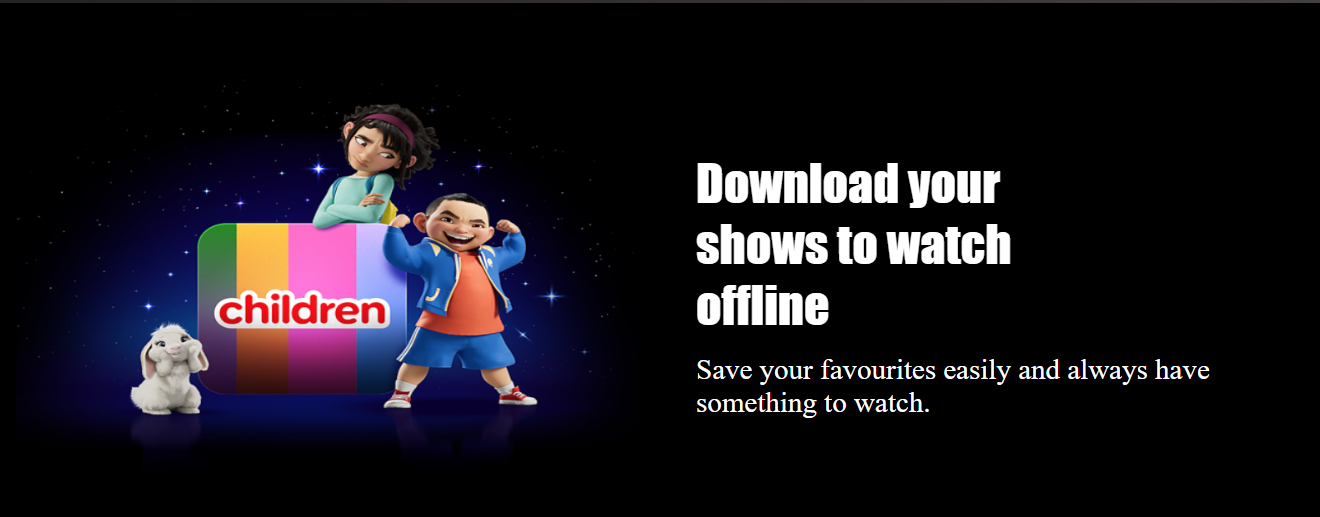 children
Download your
shows to watch
offline
Save your favourites easily and always have
something to watch.